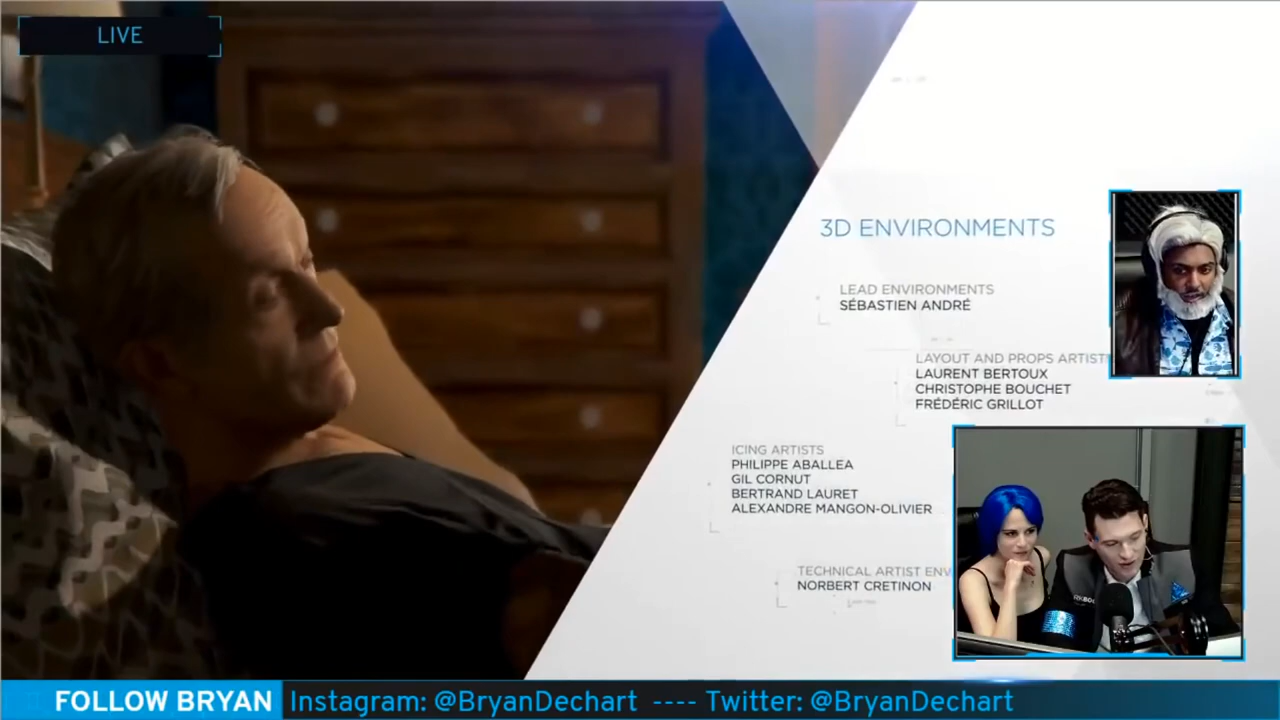 LIVE
3D ENVIRONMENTS
LEAD ENVIRONMENTS
SÉBASTIEN ANDRÉ
LAYOUT AND PROPS ARTIST
LAURENT BERTOUX
CHRISTOPHE BOUCHET
FRÉDÉRIC GRILLOT
ICING ARTISTS
PHILIPPE ABALLEA
GIL CORNUT
BERTRAND LAURET
ALEXANDRE MANGON-OLIVIER
TECHNICAL ARTIST ENV
NORBERT CRETINON
FOLLOW BRYAN Instagram: @BryanDechart ---- Twitter: @BryanDechart